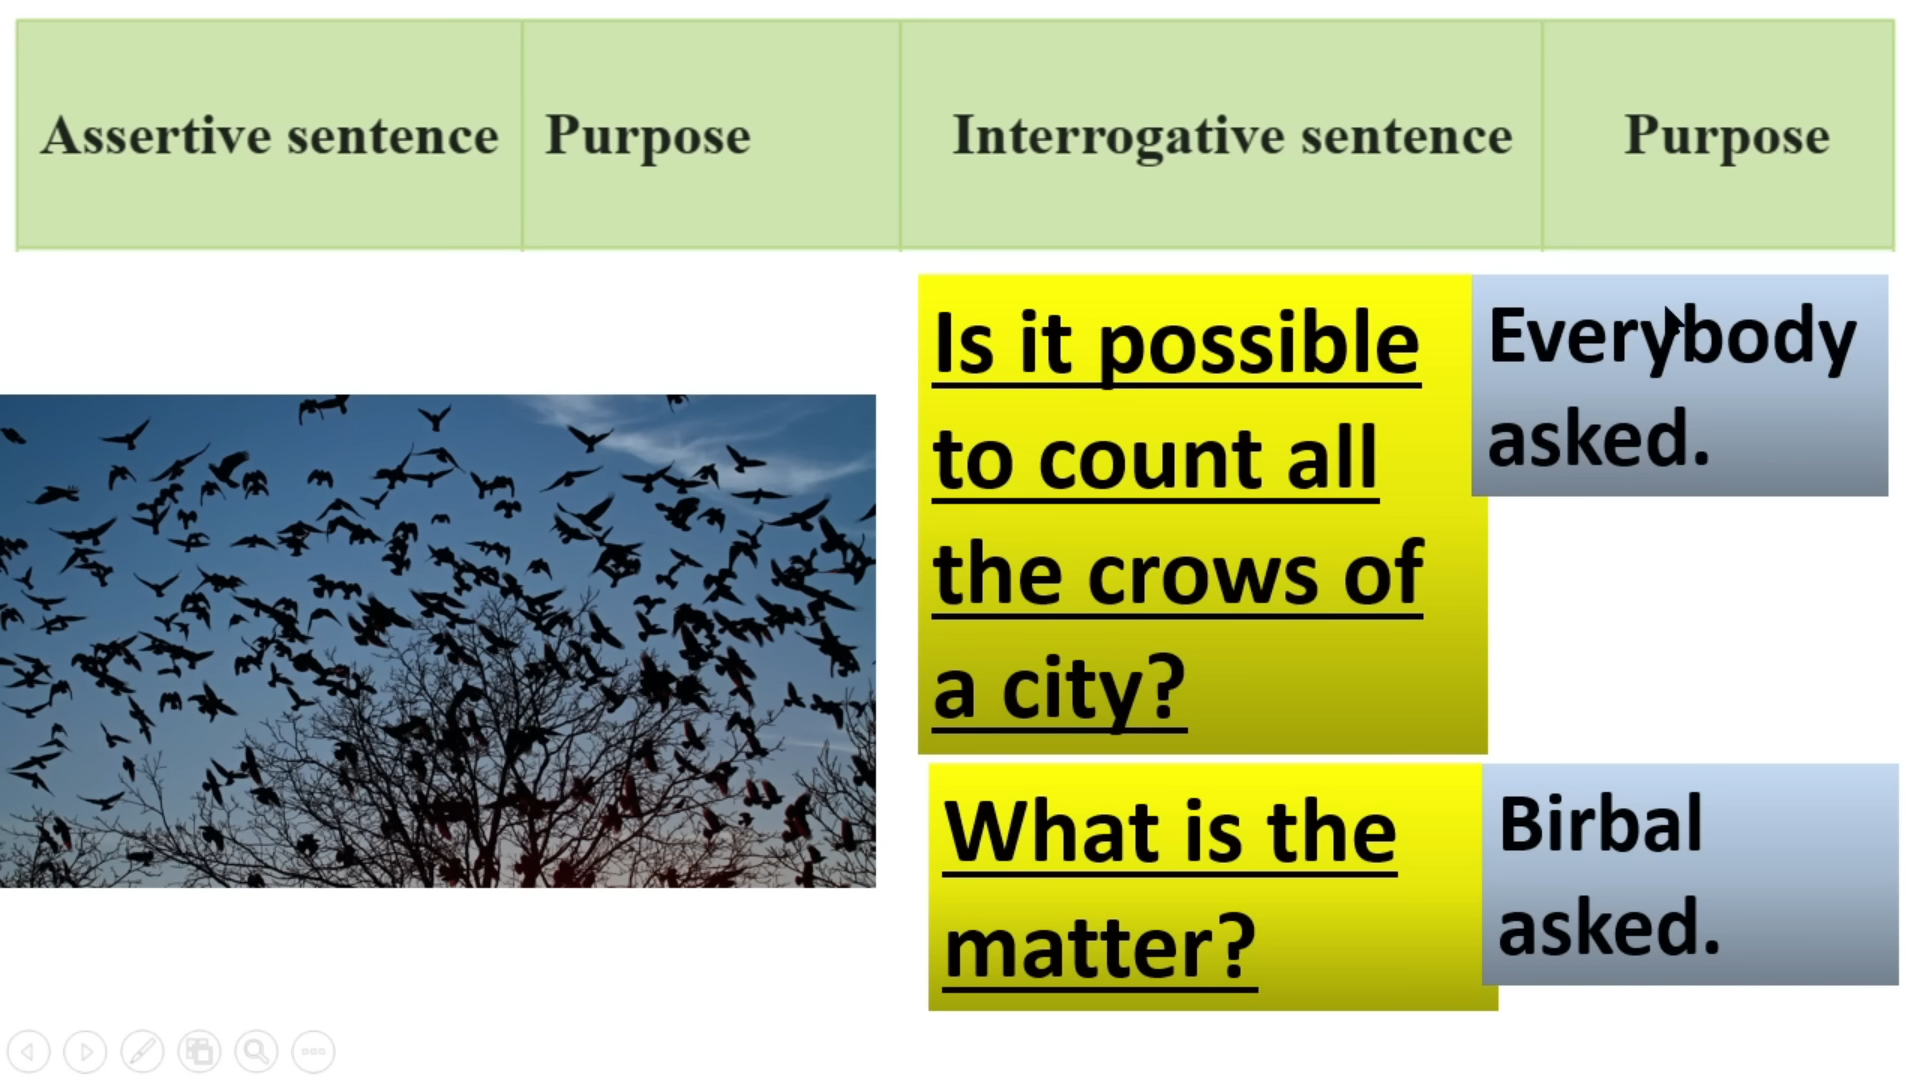 Assertive sentence Purpose Interrogative sentence Purpose
Is it possible
to count all
the crows of
a city?
Everybody
asked.
What is the
matter?
Birbal
asked.